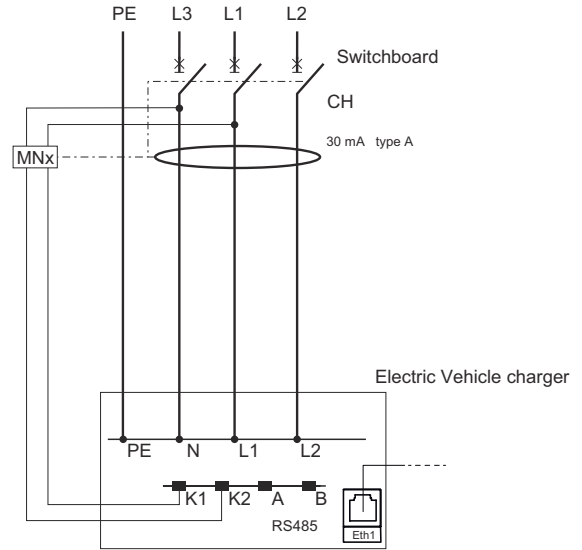 PE L3 L1 L2
Switchboard
CH
30 mA type A
MNx
Electric Vehicle charger
PE N L1 L2
K1 K2 A B
RS485
Eth1